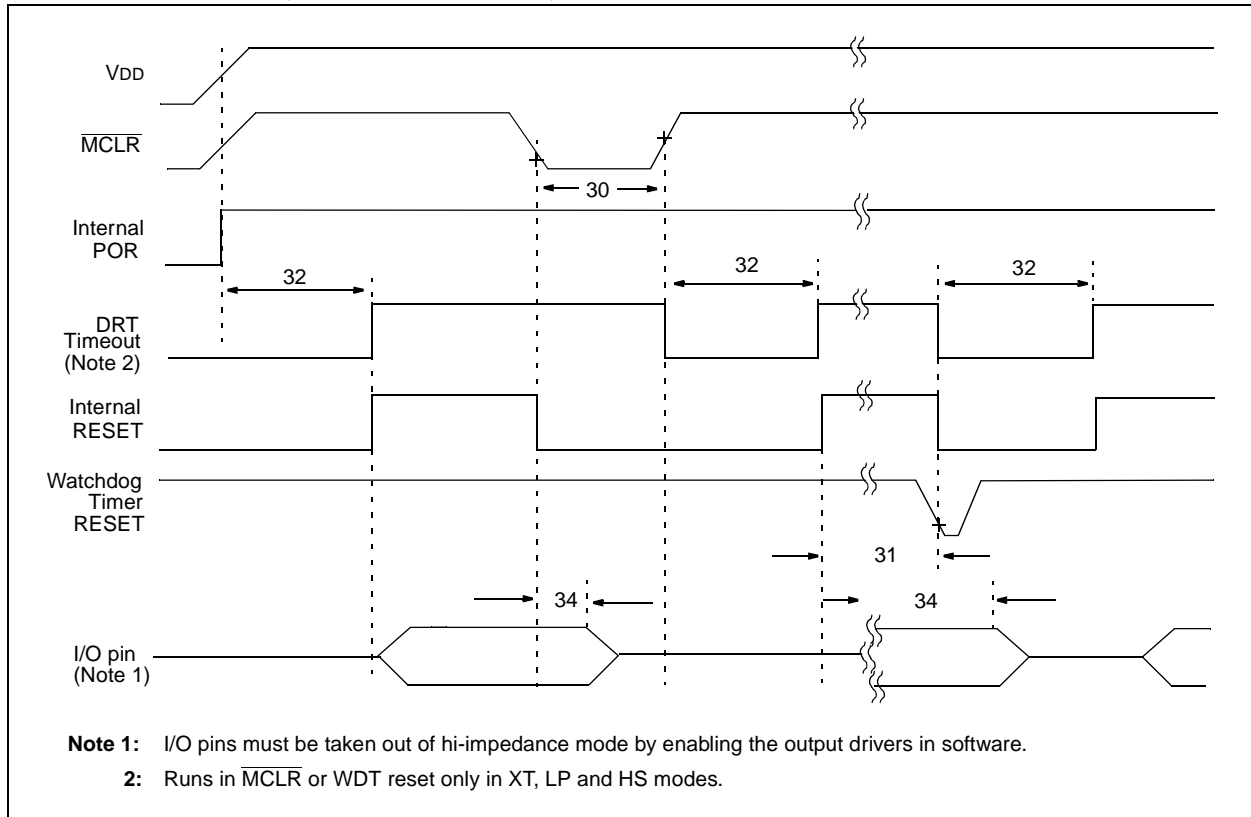 VDD
MCLR
30
Internal
POR
32
32
32
DRT
Timeout
(Note 2)
Internal
RESET
Watchdog
Timer
RESET
31
34
34
I/O pin
(Note 1)
Note 1: I/O pins must be taken out of hi-impedance mode by enabling the output drivers in software.
2: Runs in MCLR or WDT reset only in XT, LP and HS modes.